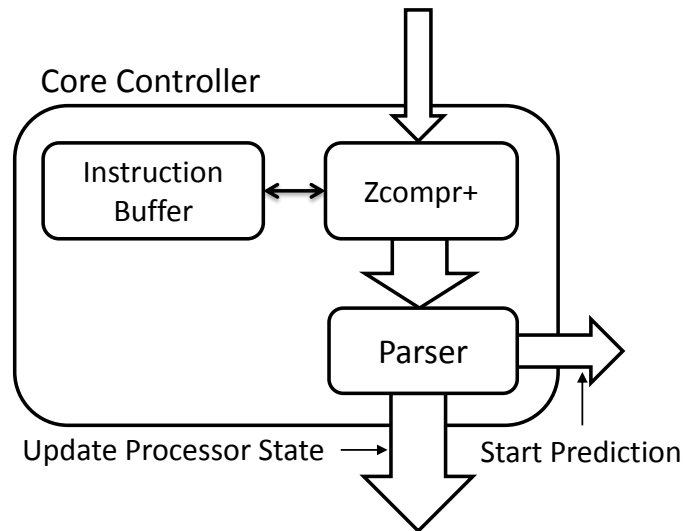 Core Controller
Instruction
Buffer
Zcompr+
Parser
Update Processor State
Start Prediction